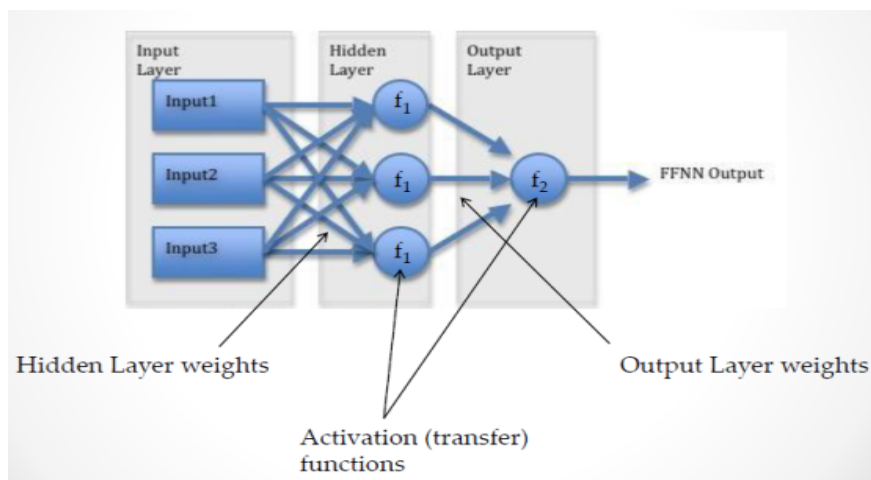 Input
Layer
Hidden
Layer
Output
Layer
Input1
Input2
Input3
f₁
f₁
f₁
f₂
FFNN Output
Hidden Layer weights
Output Layer weights
Activation (transfer)
functions